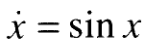 ẋ = sin x